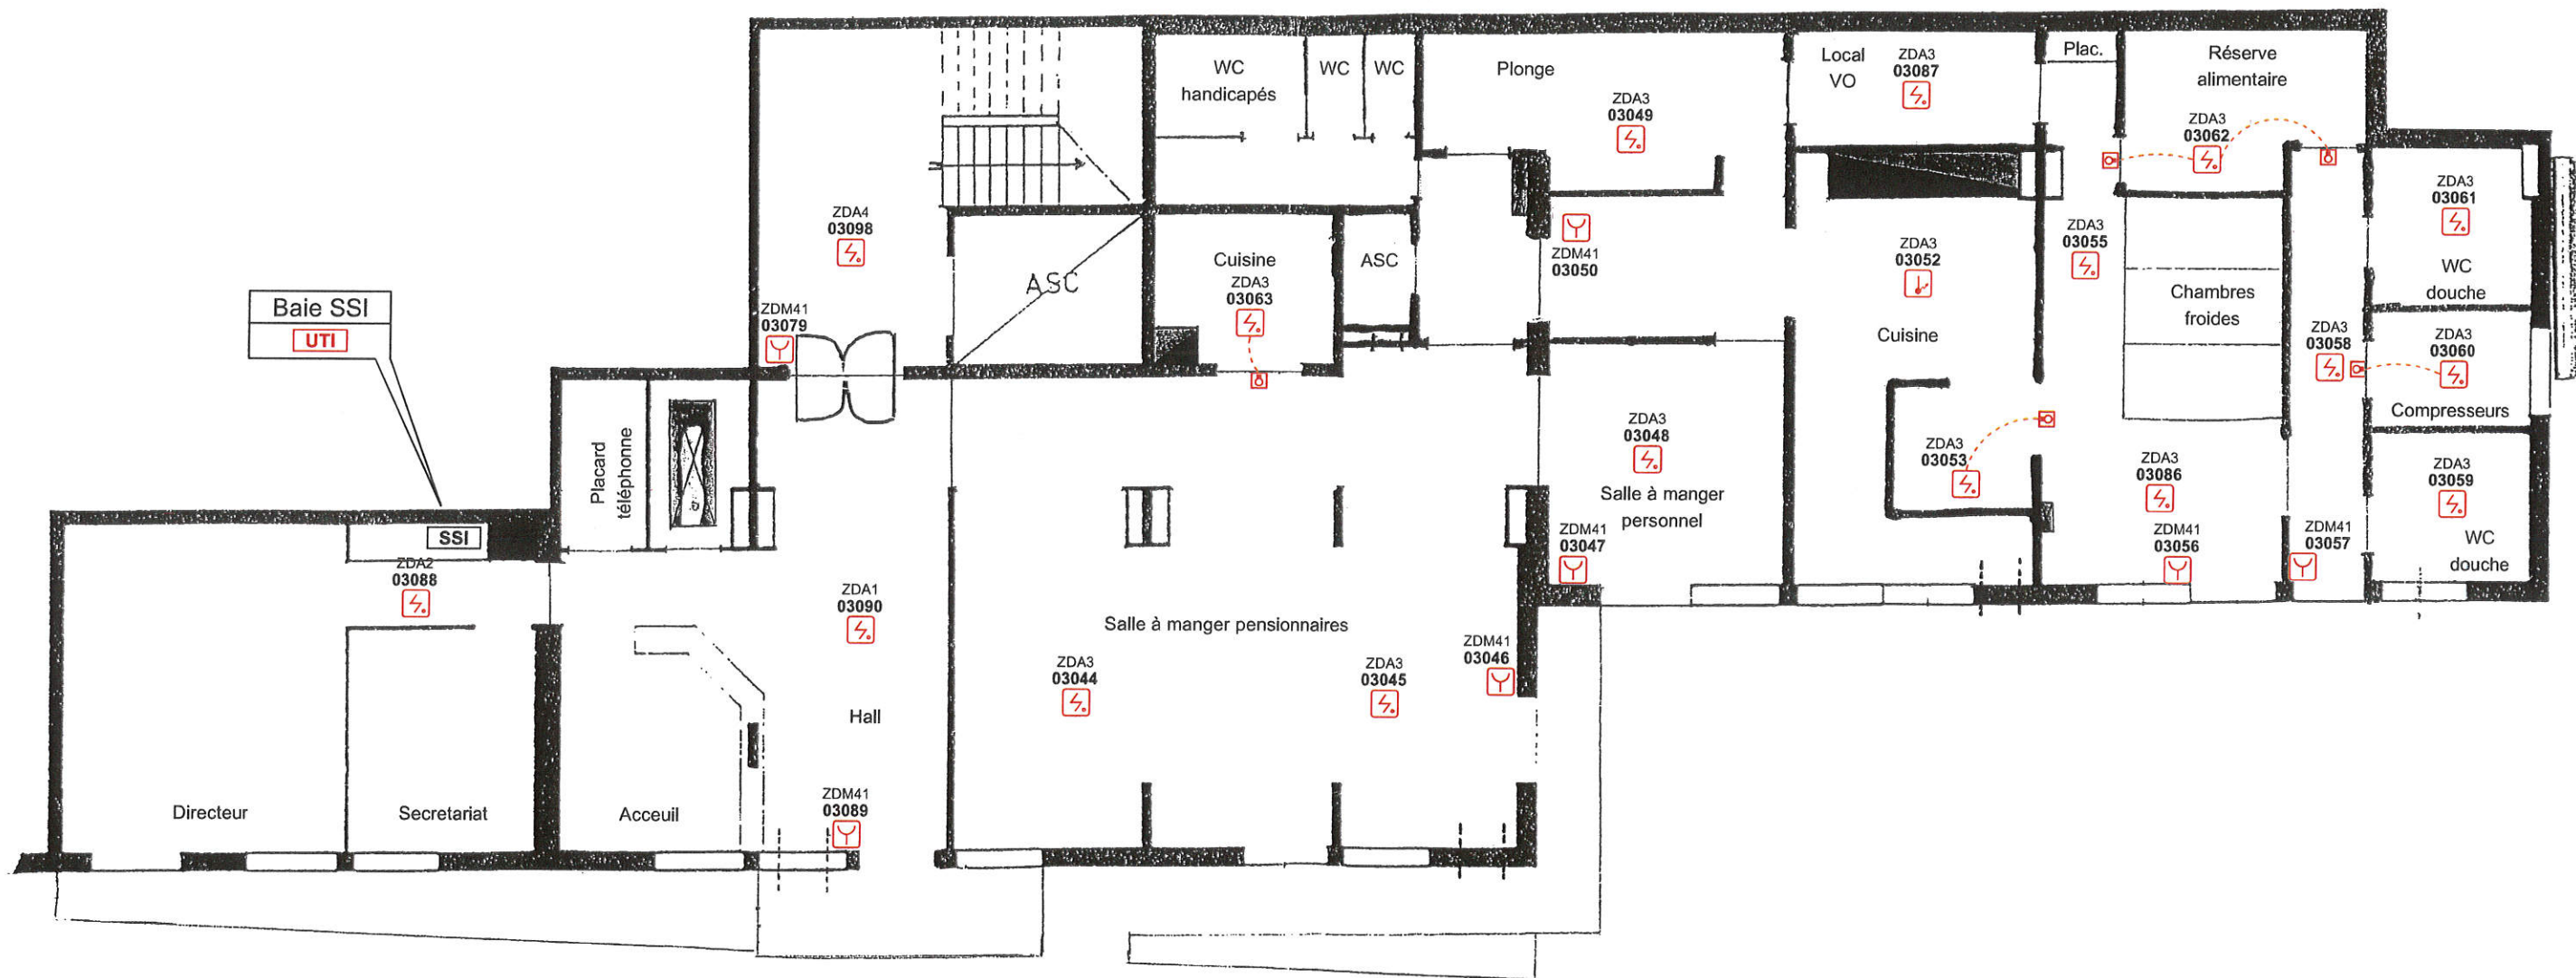 WC
handicapés
WC
WC
Plonge
ZDA3
03049
Local
VO
ZDA3
03087
Plac.
Réserve
alimentaire
ZDA3
03062
ZDA4
03098
ASC
Cuisine
ZDA3
03063
ASC
ZDM41
03050
ZDA3
03052
Cuisine
ZDA3
03055
Chambres
froides
ZDA3
03061
WC
douche
Baie SSI
UTI
ZDM41
03079
ZDA3
03058
ZDA3
03060
Compresseurs
Placard
téléphonne
ZDA3
03048
Salle à manger
personnel
ZDA3
03053
ZDA3
03086
ZDA3
03059
WC
douche
SSI
ZDA2
03088
ZDM41
03047
ZDM41
03056
ZDM41
03057
ZDA1
03090
Salle à manger pensionnaires
ZDA3
03044
ZDA3
03045
ZDM41
03046
Hall
Directeur
Secretariat
Acceuil
ZDM41
03089